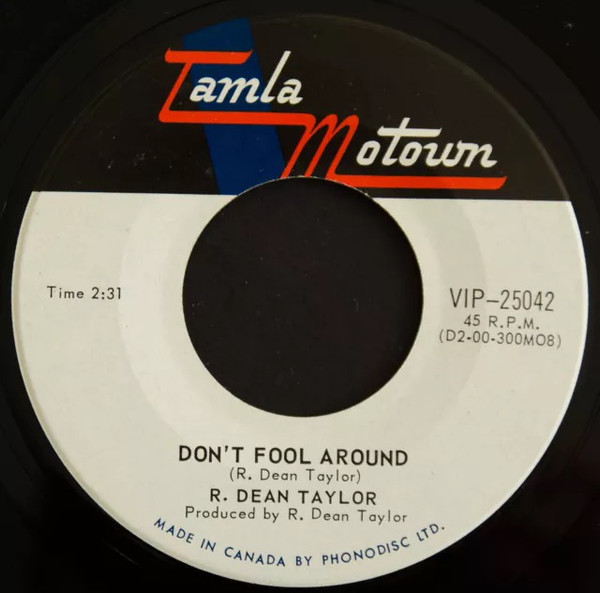 Tamla
Motown
Time 2:31
VIP-25042
45 R.P.M.
(D2-00-300MO8)
DON'T FOOL AROUND
(R. Dean Taylor)
R. DEAN TAYLOR
Produced by R. Dean Taylor
MADE IN CANADA BY PHONODISC LTD.